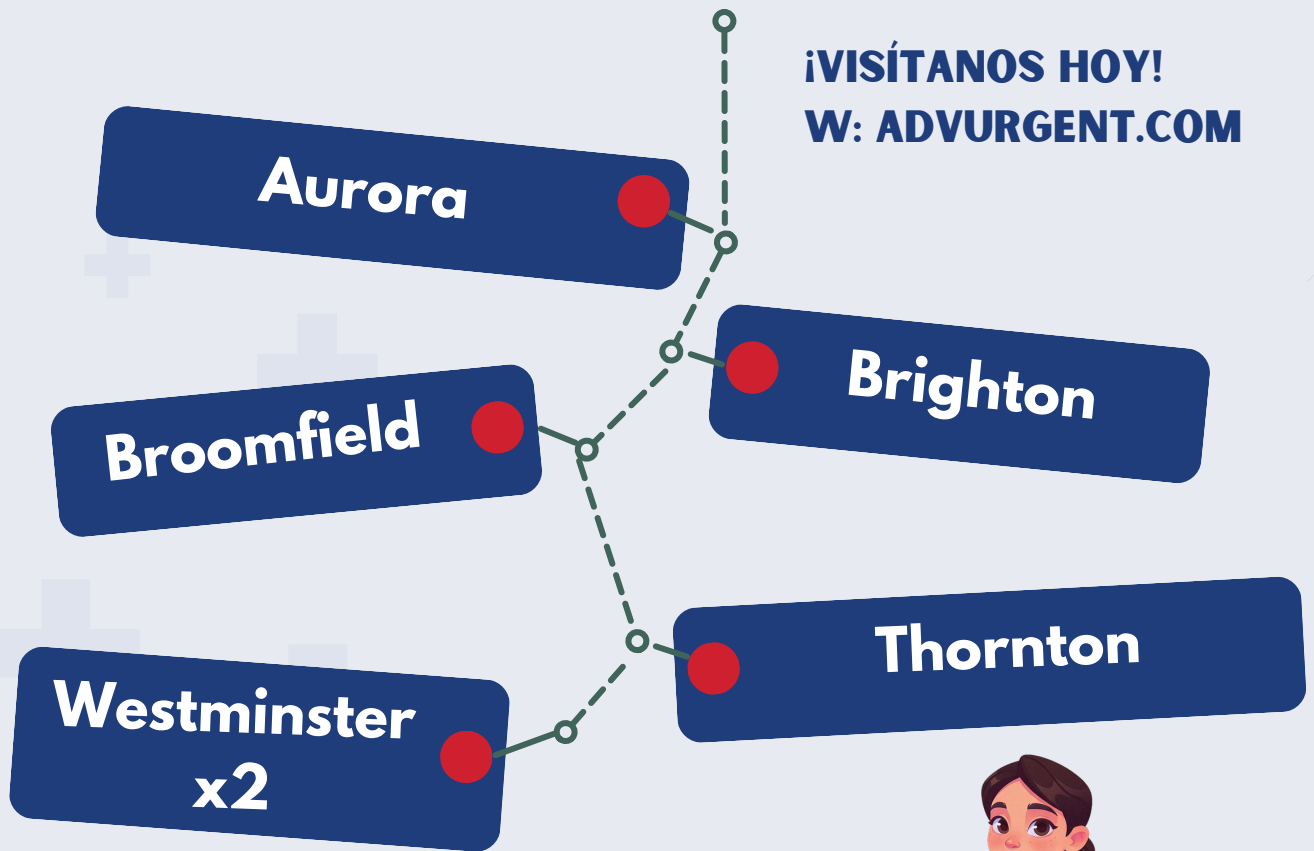 ¡VISÍTANOS HOY!
W: ADVURGENT.COM
Aurora
Brighton
Broomfield
Thornton
Westminster
x2